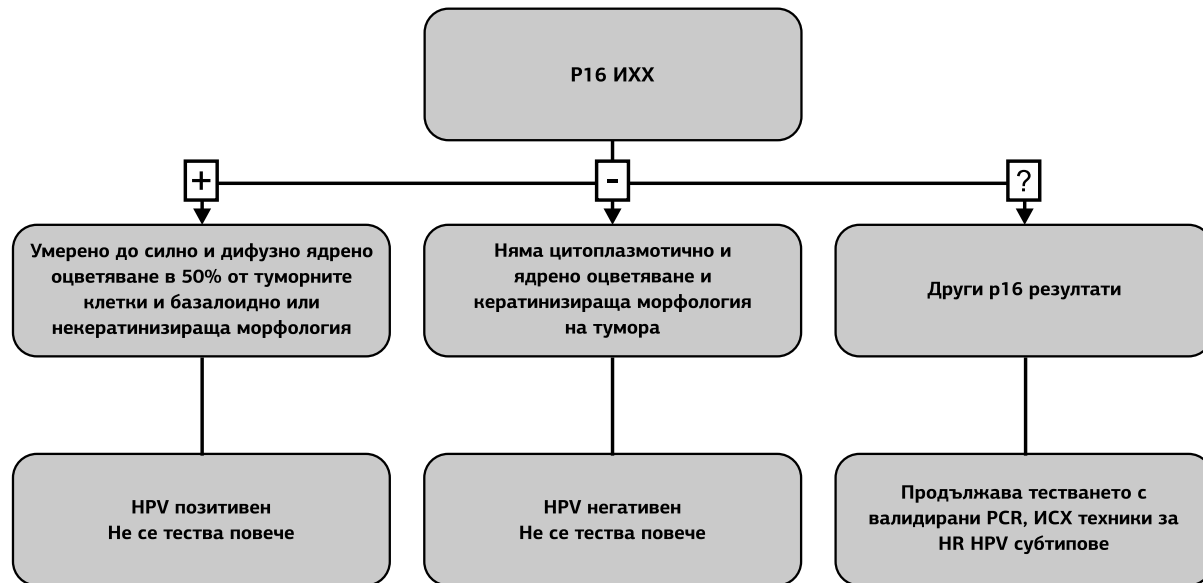 P16 ИХХ
+
-
?
Умерено до силно и дифузно ядрено
оцветяване в 50% от туморните
клетки и базалоидно или
некератинизираща морфология
Няма цитоплазмотично и
ядрено оцветяване и
кератинизираща морфология
на тумора
Други p16 резултати
HPV позитивен
Не се тества повече
HPV негативен
Не се тества повече
Продължава тестването с
валидирани PCR, ИСХ техники за
HR HPV субтипове